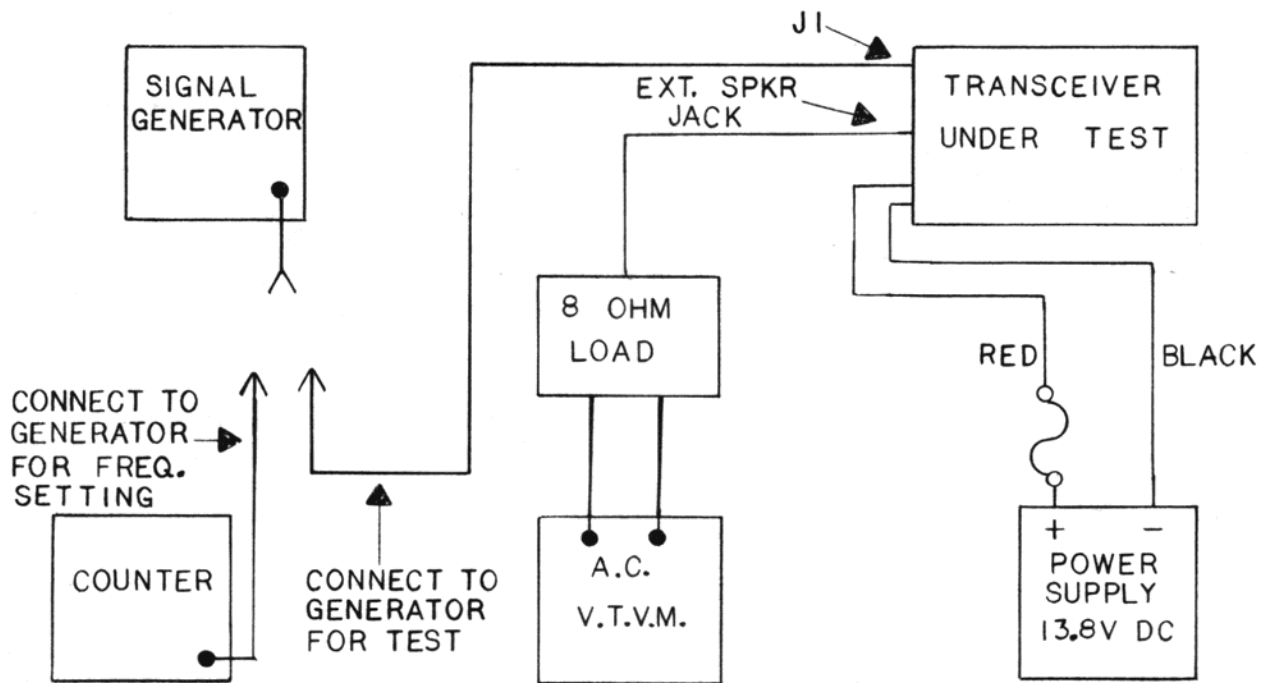 J1
SIGNAL
GENERATOR
EXT. SPKR
JACK
TRANSCEIVER
UNDER TEST
8 OHM
LOAD
RED
BLACK
CONNECT TO
GENERATOR
FOR FREQ.
SETTING
COUNTER
CONNECT TO
GENERATOR
FOR TEST
A.C.
V.T.V.M.
+ -
POWER
SUPPLY
13.8V DC